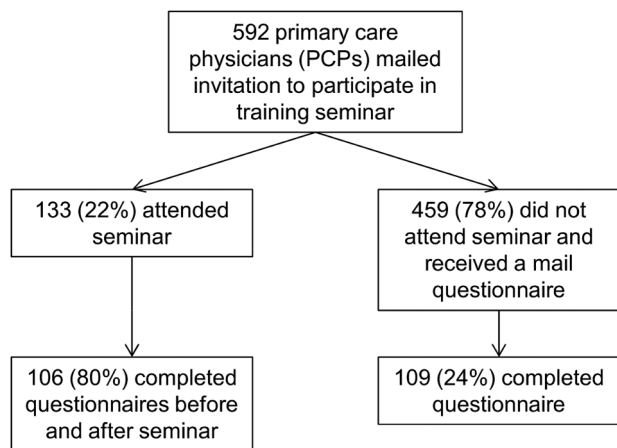 592 primary care
physicians (PCPs) mailed
invitation to participate in
training seminar
133 (22%) attended
seminar
459 (78%) did not
attend seminar and
received a mail
questionnaire
106 (80%) completed
questionnaires before
and after seminar
109 (24%) completed
questionnaire